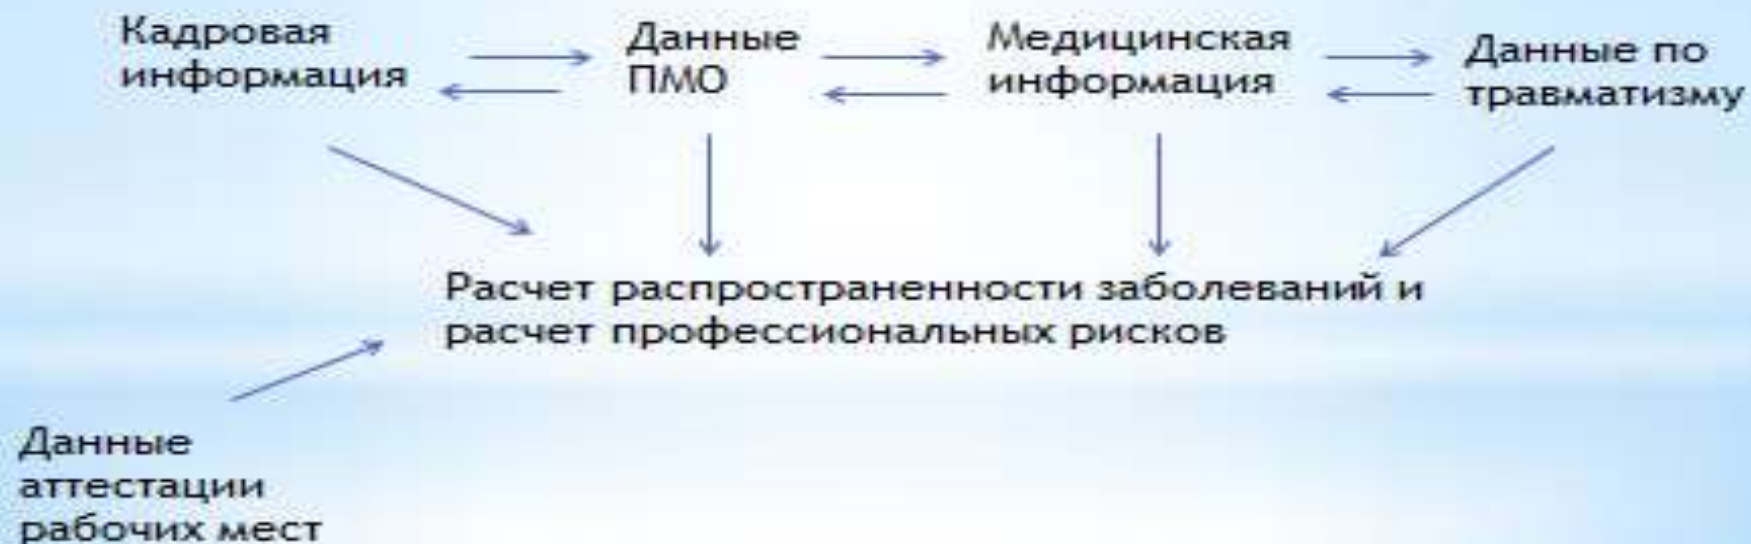 Кадровая
информация
Данные
ПМО
Медицинская
информация
Данные по
травматизму
Расчет распространенности заболеваний и
расчет профессиональных рисков
Данные
аттестации
рабочих мест